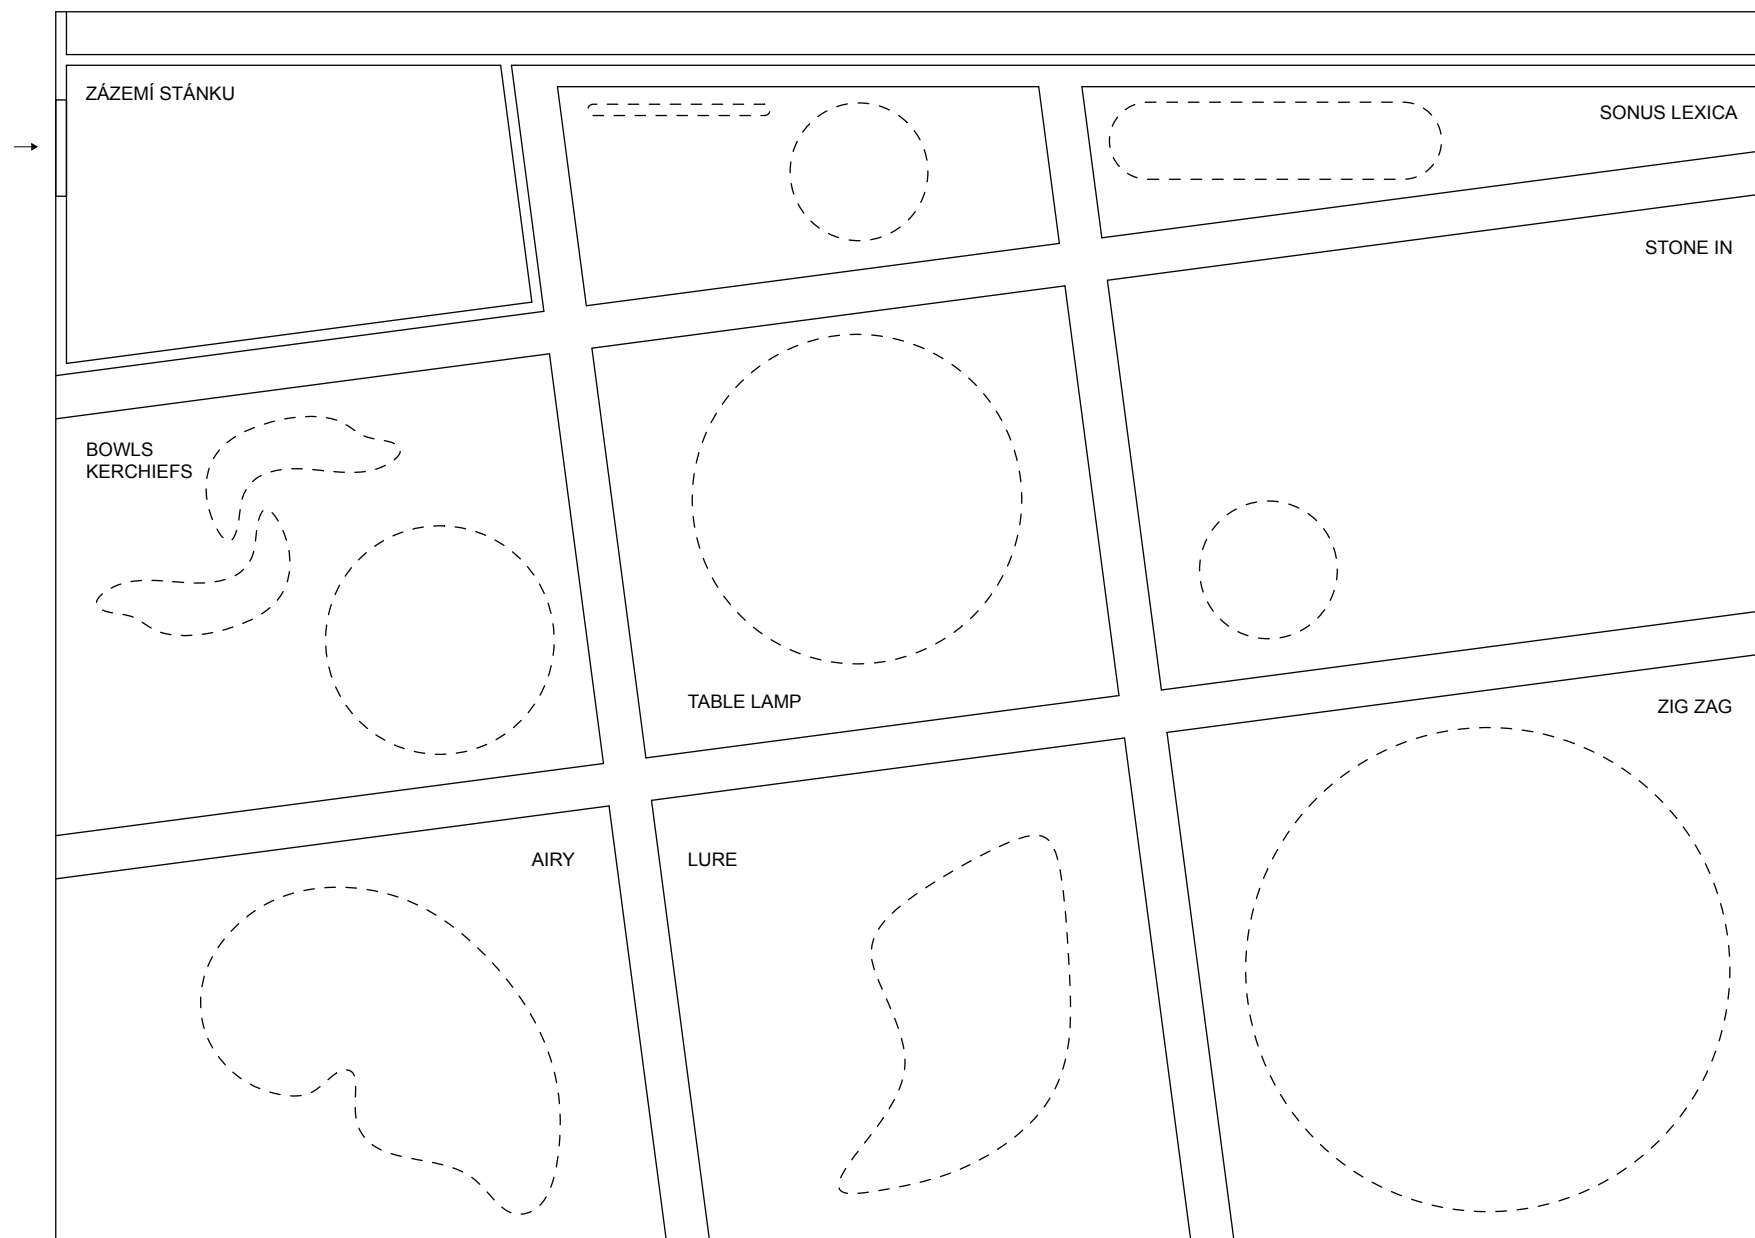 ZÁZEMÍ STÁNKU
SONUS LEXICA
STONE IN
BOWLS
KERCHIEFS
TABLE LAMP
ZIG ZAG
AIRY
LURE